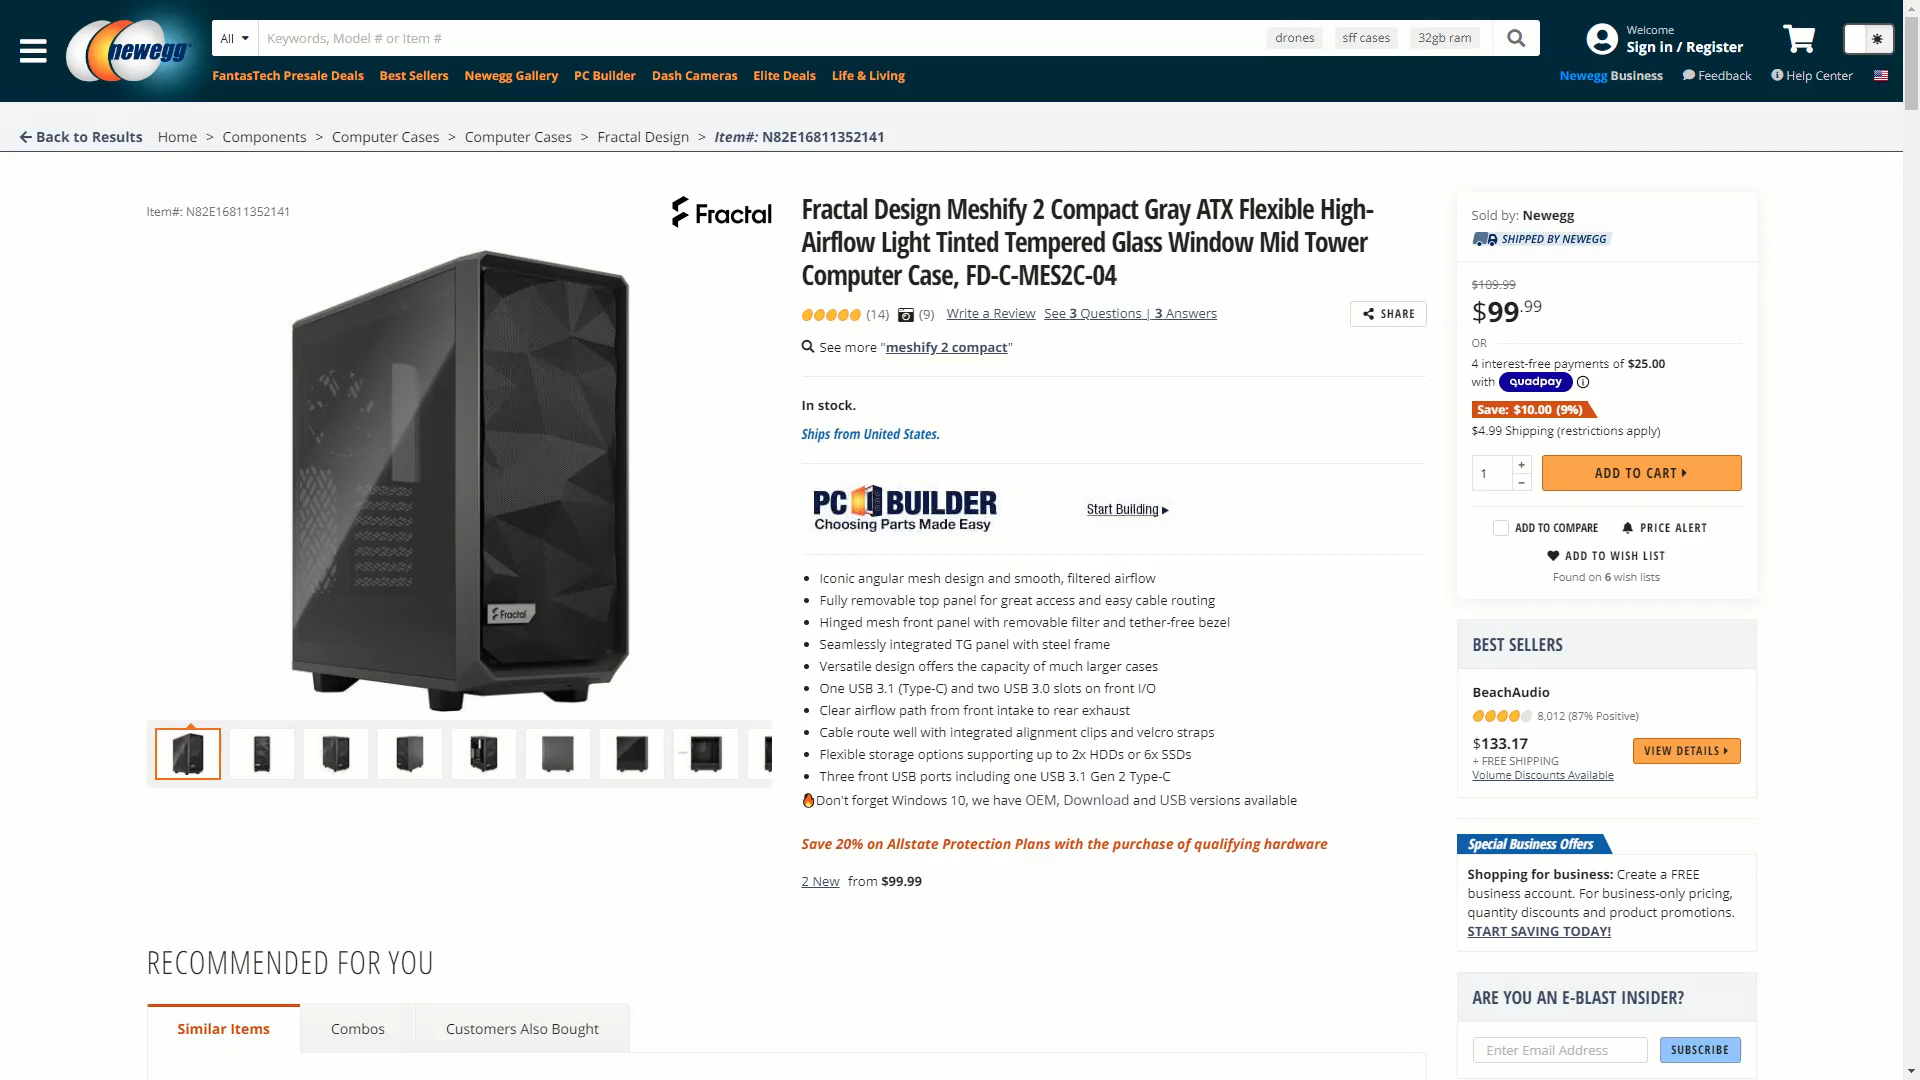 newegg
All
Keywords, Model # or Item #
drones
sff cases
32gb ram
Welcome
Sign in / Register
FantasTech Presale Deals
Best Sellers
Newegg Gallery
PC Builder
Dash Cameras
Elite Deals
Life & Living
Newegg Business
Feedback
Help Center
Back to Results
Home > Components > Computer Cases > Computer Cases > Fractal Design > Item#: N82E16811352141
Item#: N82E16811352141
Fractal
Fractal
Fractal Design Meshify 2 Compact Gray ATX Flexible High-
Airflow Light Tinted Tempered Glass Window Mid Tower
Computer Case, FD-C-MES2C-04
(14) (9) Write a Review See 3 Questions | 3 Answers
SHARE
See more "meshify 2 compact"
In stock.
Ships from United States.
PC BUILDER
Choosing Parts Made Easy
Start Building
Iconic angular mesh design and smooth, filtered airflow
Fully removable top panel for great access and easy cable routing
Hinged mesh front panel with removable filter and tether-free bezel
Seamlessly integrated TG panel with steel frame
Versatile design offers the capacity of much larger cases
One USB 3.1 (Type-C) and two USB 3.0 slots on front I/O
Clear airflow path from front intake to rear exhaust
Cable route well with integrated alignment clips and velcro straps
Flexible storage options supporting up to 2x HDDs or 6x SSDs
Three front USB ports including one USB 3.1 Gen 2 Type-C
Don't forget Windows 10, we have OEM, Download and USB versions available
Save 20% on Allstate Protection Plans with the purchase of qualifying hardware
2 New from $99.99
Sold by: Newegg
SHIPPED BY NEWEGG
$109.99
$99.99
OR
4 interest-free payments of $25.00
with quadpay
Save: $10.00 (9%)
$4.99 Shipping (restrictions apply)
1
+
−
ADD TO CART
ADD TO COMPARE
PRICE ALERT
ADD TO WISH LIST
Found on 6 wish lists
BEST SELLERS
BeachAudio
8,012 (87% Positive)
$133.17
+ FREE SHIPPING
Volume Discounts Available
VIEW DETAILS
Special Business Offers
Shopping for business: Create a FREE
business account. For business-only pricing,
quantity discounts and product promotions.
START SAVING TODAY!
ARE YOU AN E-BLAST INSIDER?
Enter Email Address
SUBSCRIBE
RECOMMENDED FOR YOU
Similar Items
Combos
Customers Also Bought